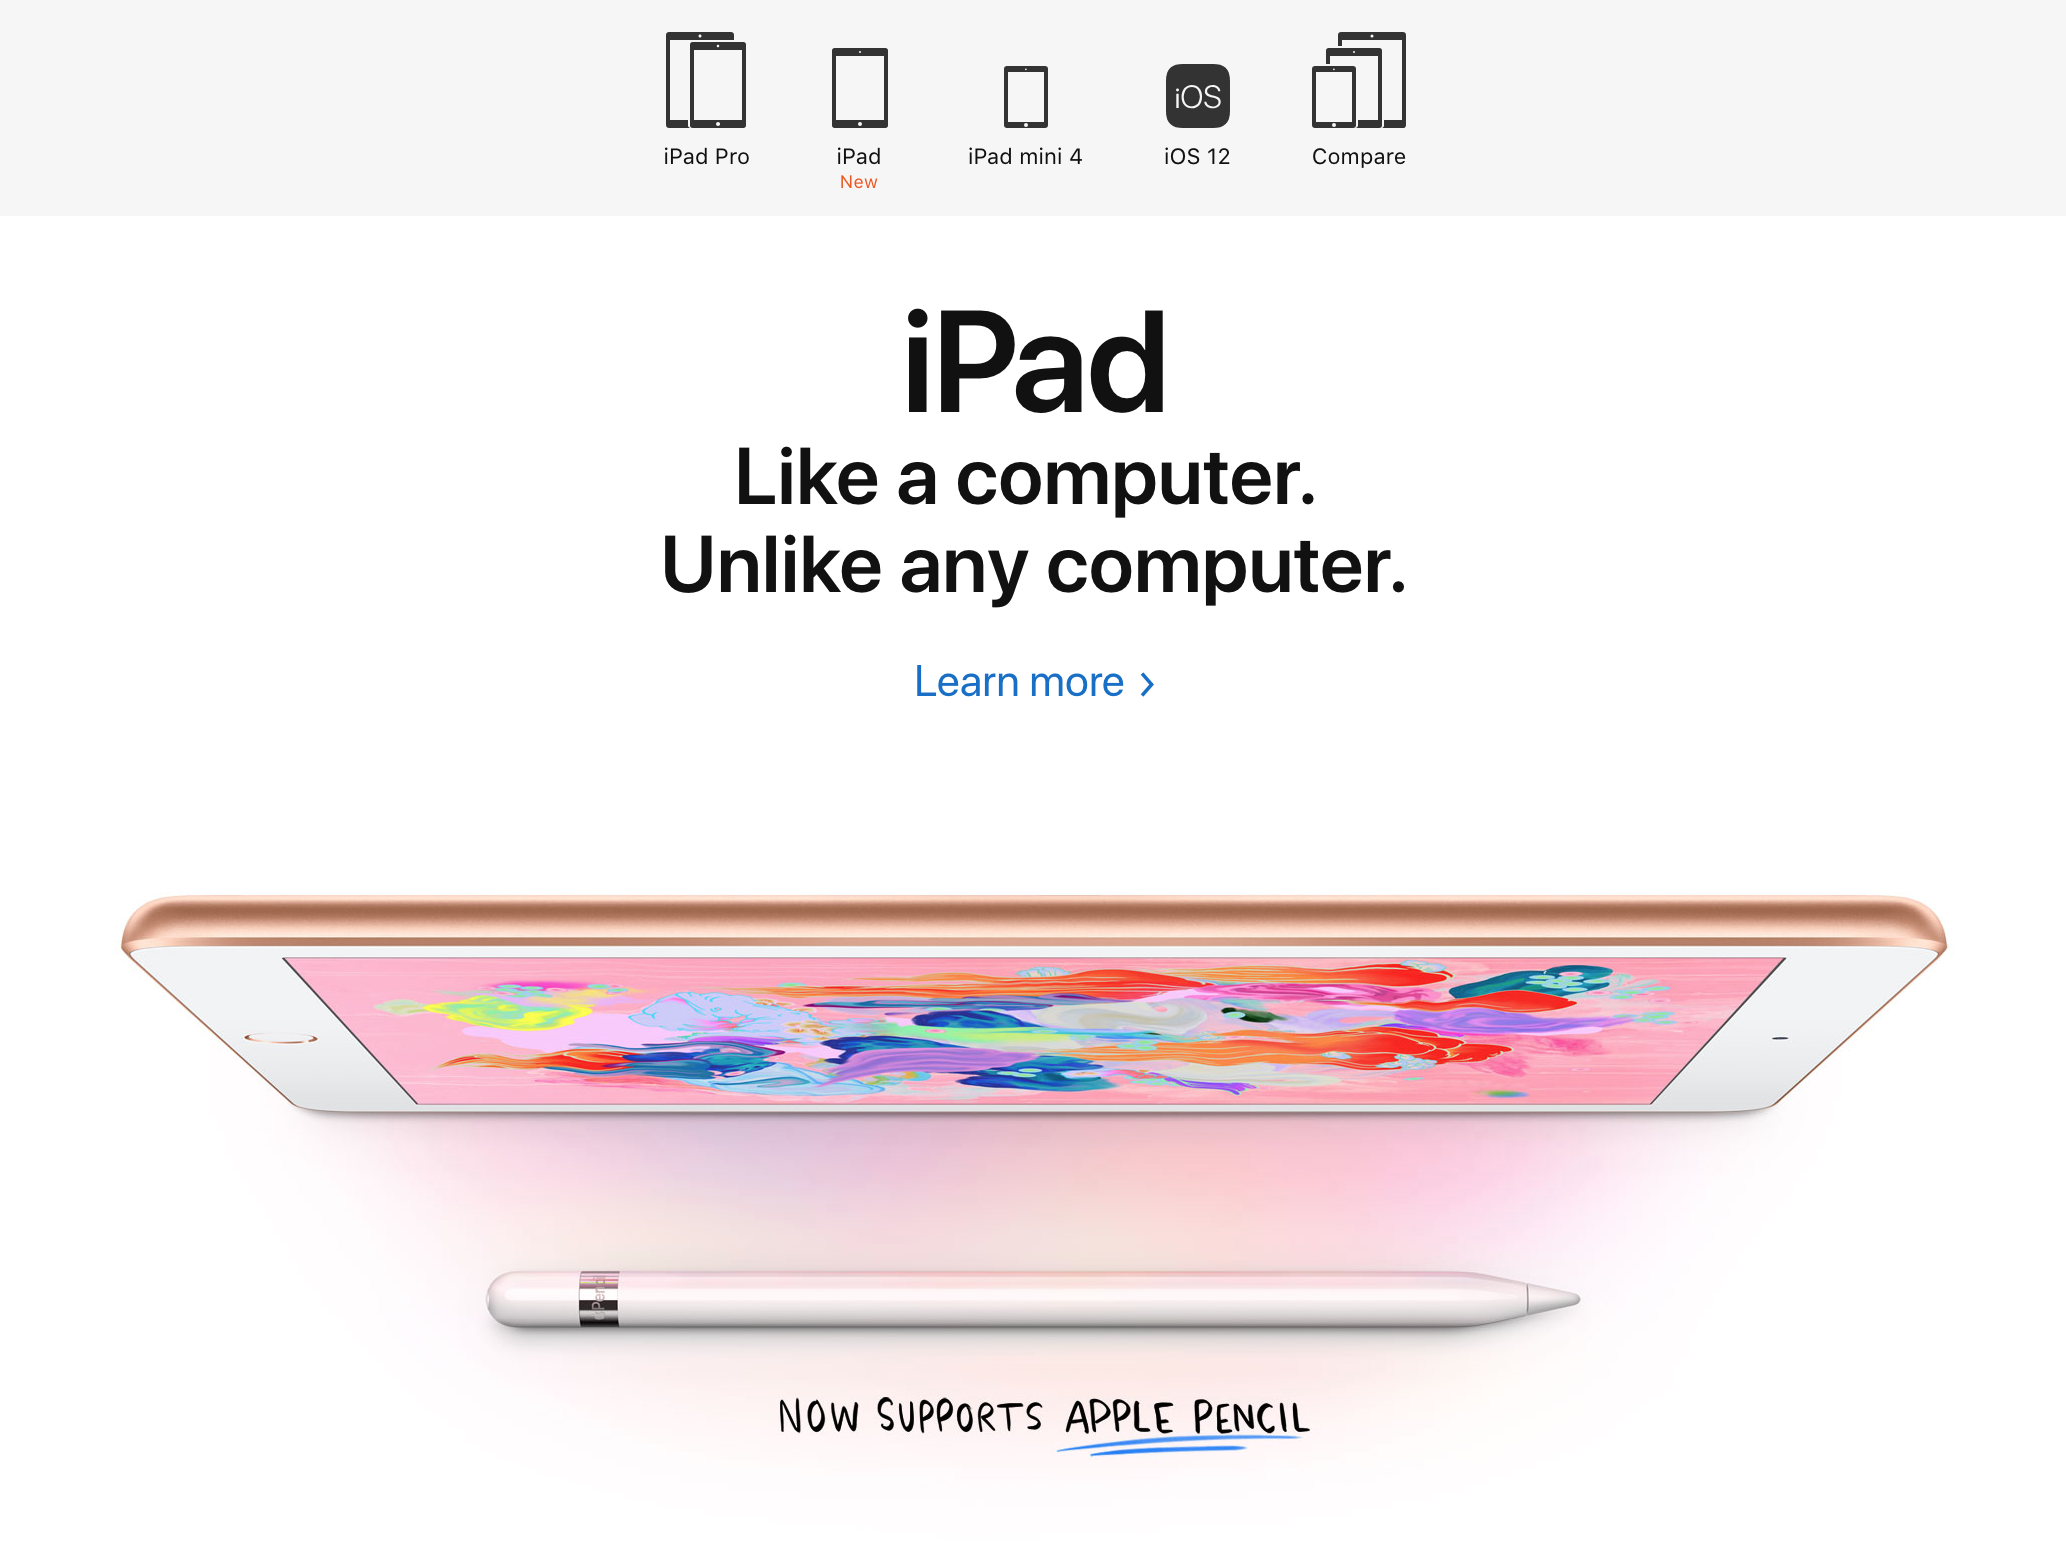 iPad Pro
iPad
New
iPad mini 4
iOS
iOS 12
Compare
iPad
Like a computer.
Unlike any computer.
Learn more >
Pencil
NOW SUPPORTS APPLE PENCIL